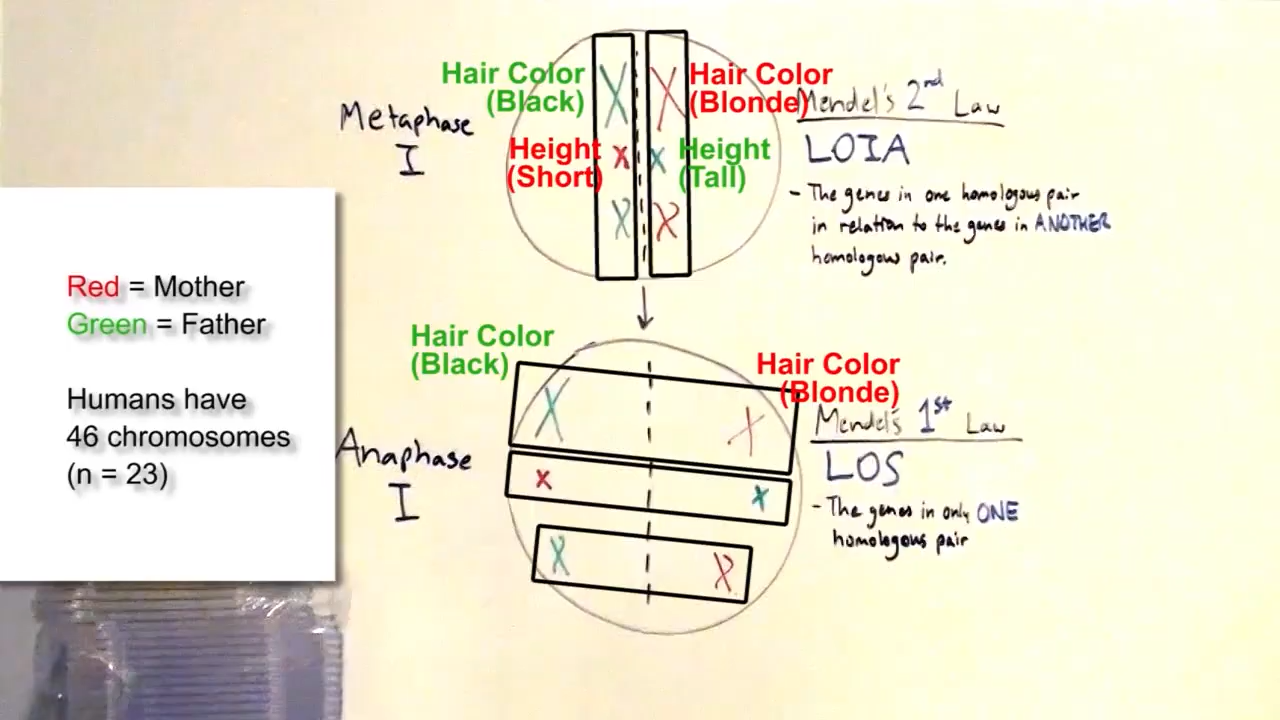 Hair Color
(Black)
Hair Color
(Blonde)
Metaphase
I
Height
(Short)
Height
(Tall)
Mendel's 2nd Law
LOIA
- The genes in one homologous pair
in relation to the genes in ANOTHER
homologous pair.
Red = Mother
Green = Father
Humans have
46 chromosomes
(n = 23)
Hair Color
(Black)
Hair Color
(Blonde)
Anaphase
I
Mendel's 1st Law
LOS
- The genes in only ONE
homologous pair